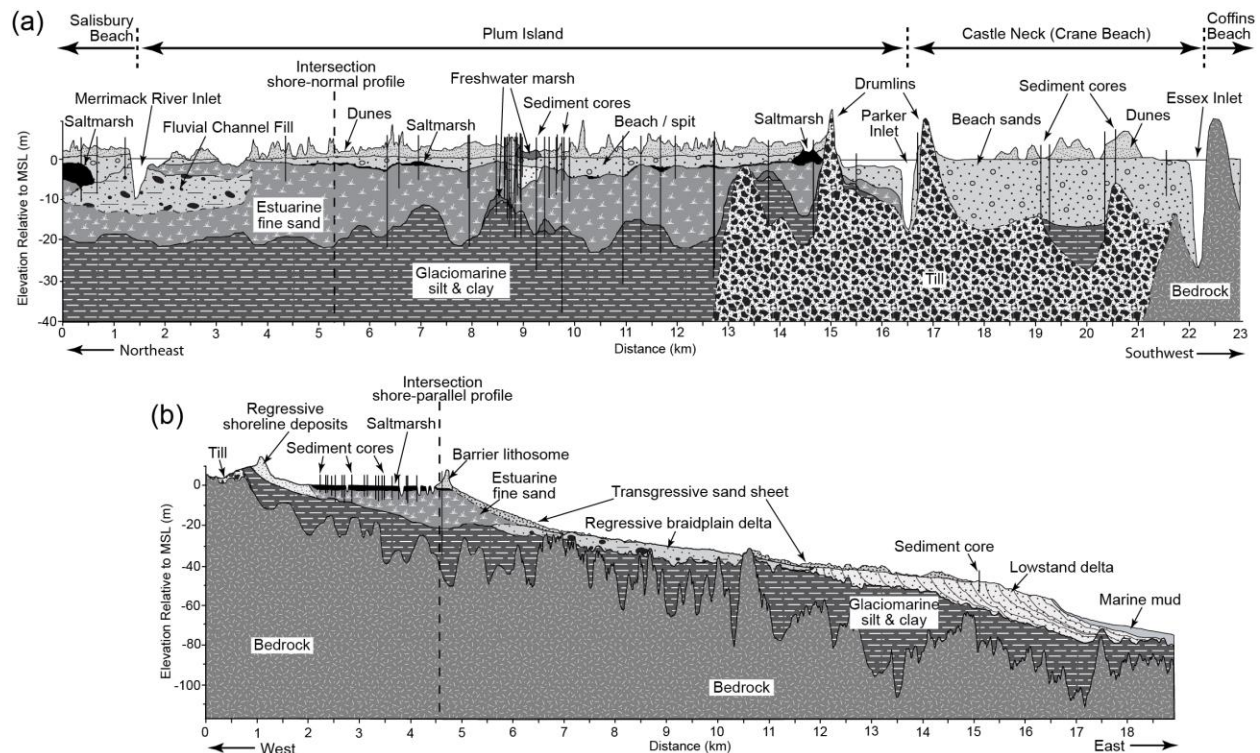 (a)
Salisbury
Beach
Plum Island
Castle Neck (Crane Beach)
Coffins
Beach
Intersection
shore-normal profile
Freshwater marsh
Drumlins
Sediment cores
Merrimack River Inlet
Saltmarsh
Fluvial Channel Fill
Dunes
Saltmarsh
Sediment cores
Beach / spit
Saltmarsh
Parker
Inlet
Beach sands
Dunes
Essex Inlet
Estuarine
fine sand
Glaciomarine
silt & clay
Till
Bedrock
Elevation Relative to MSL (m)
0
-10
-20
-30
-40
0 1 2 3 4 5 6 7 8 9 10 11 12 13 14 15 16 17 18 19 20 21 22 23
Northeast
Distance (km)
Southwest
(b)
Intersection
shore-parallel profile
Regressive
shoreline deposits
Saltmarsh
Till
Sediment cores
Barrier lithosome
Estuarine
fine sand
Transgressive sand sheet
Regressive braidplain delta
Sediment core
Lowstand delta
Glaciomarine
silt & clay
Marine mud
Bedrock
Bedrock
Elevation Relative to MSL (m)
0
-20
-40
-60
-80
-100
0 1 2 3 4 5 6 7 8 9 10 11 12 13 14 15 16 17 18
West
Distance (km)
East